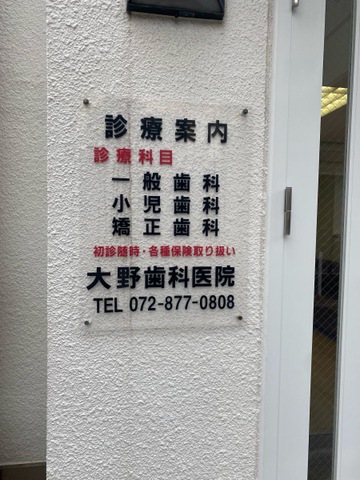 診療案内
診療科目
一般歯科
小児歯科
矯正歯科
初診随時・各種保険取り扱い
大野歯科医院
TEL 072-877-0808